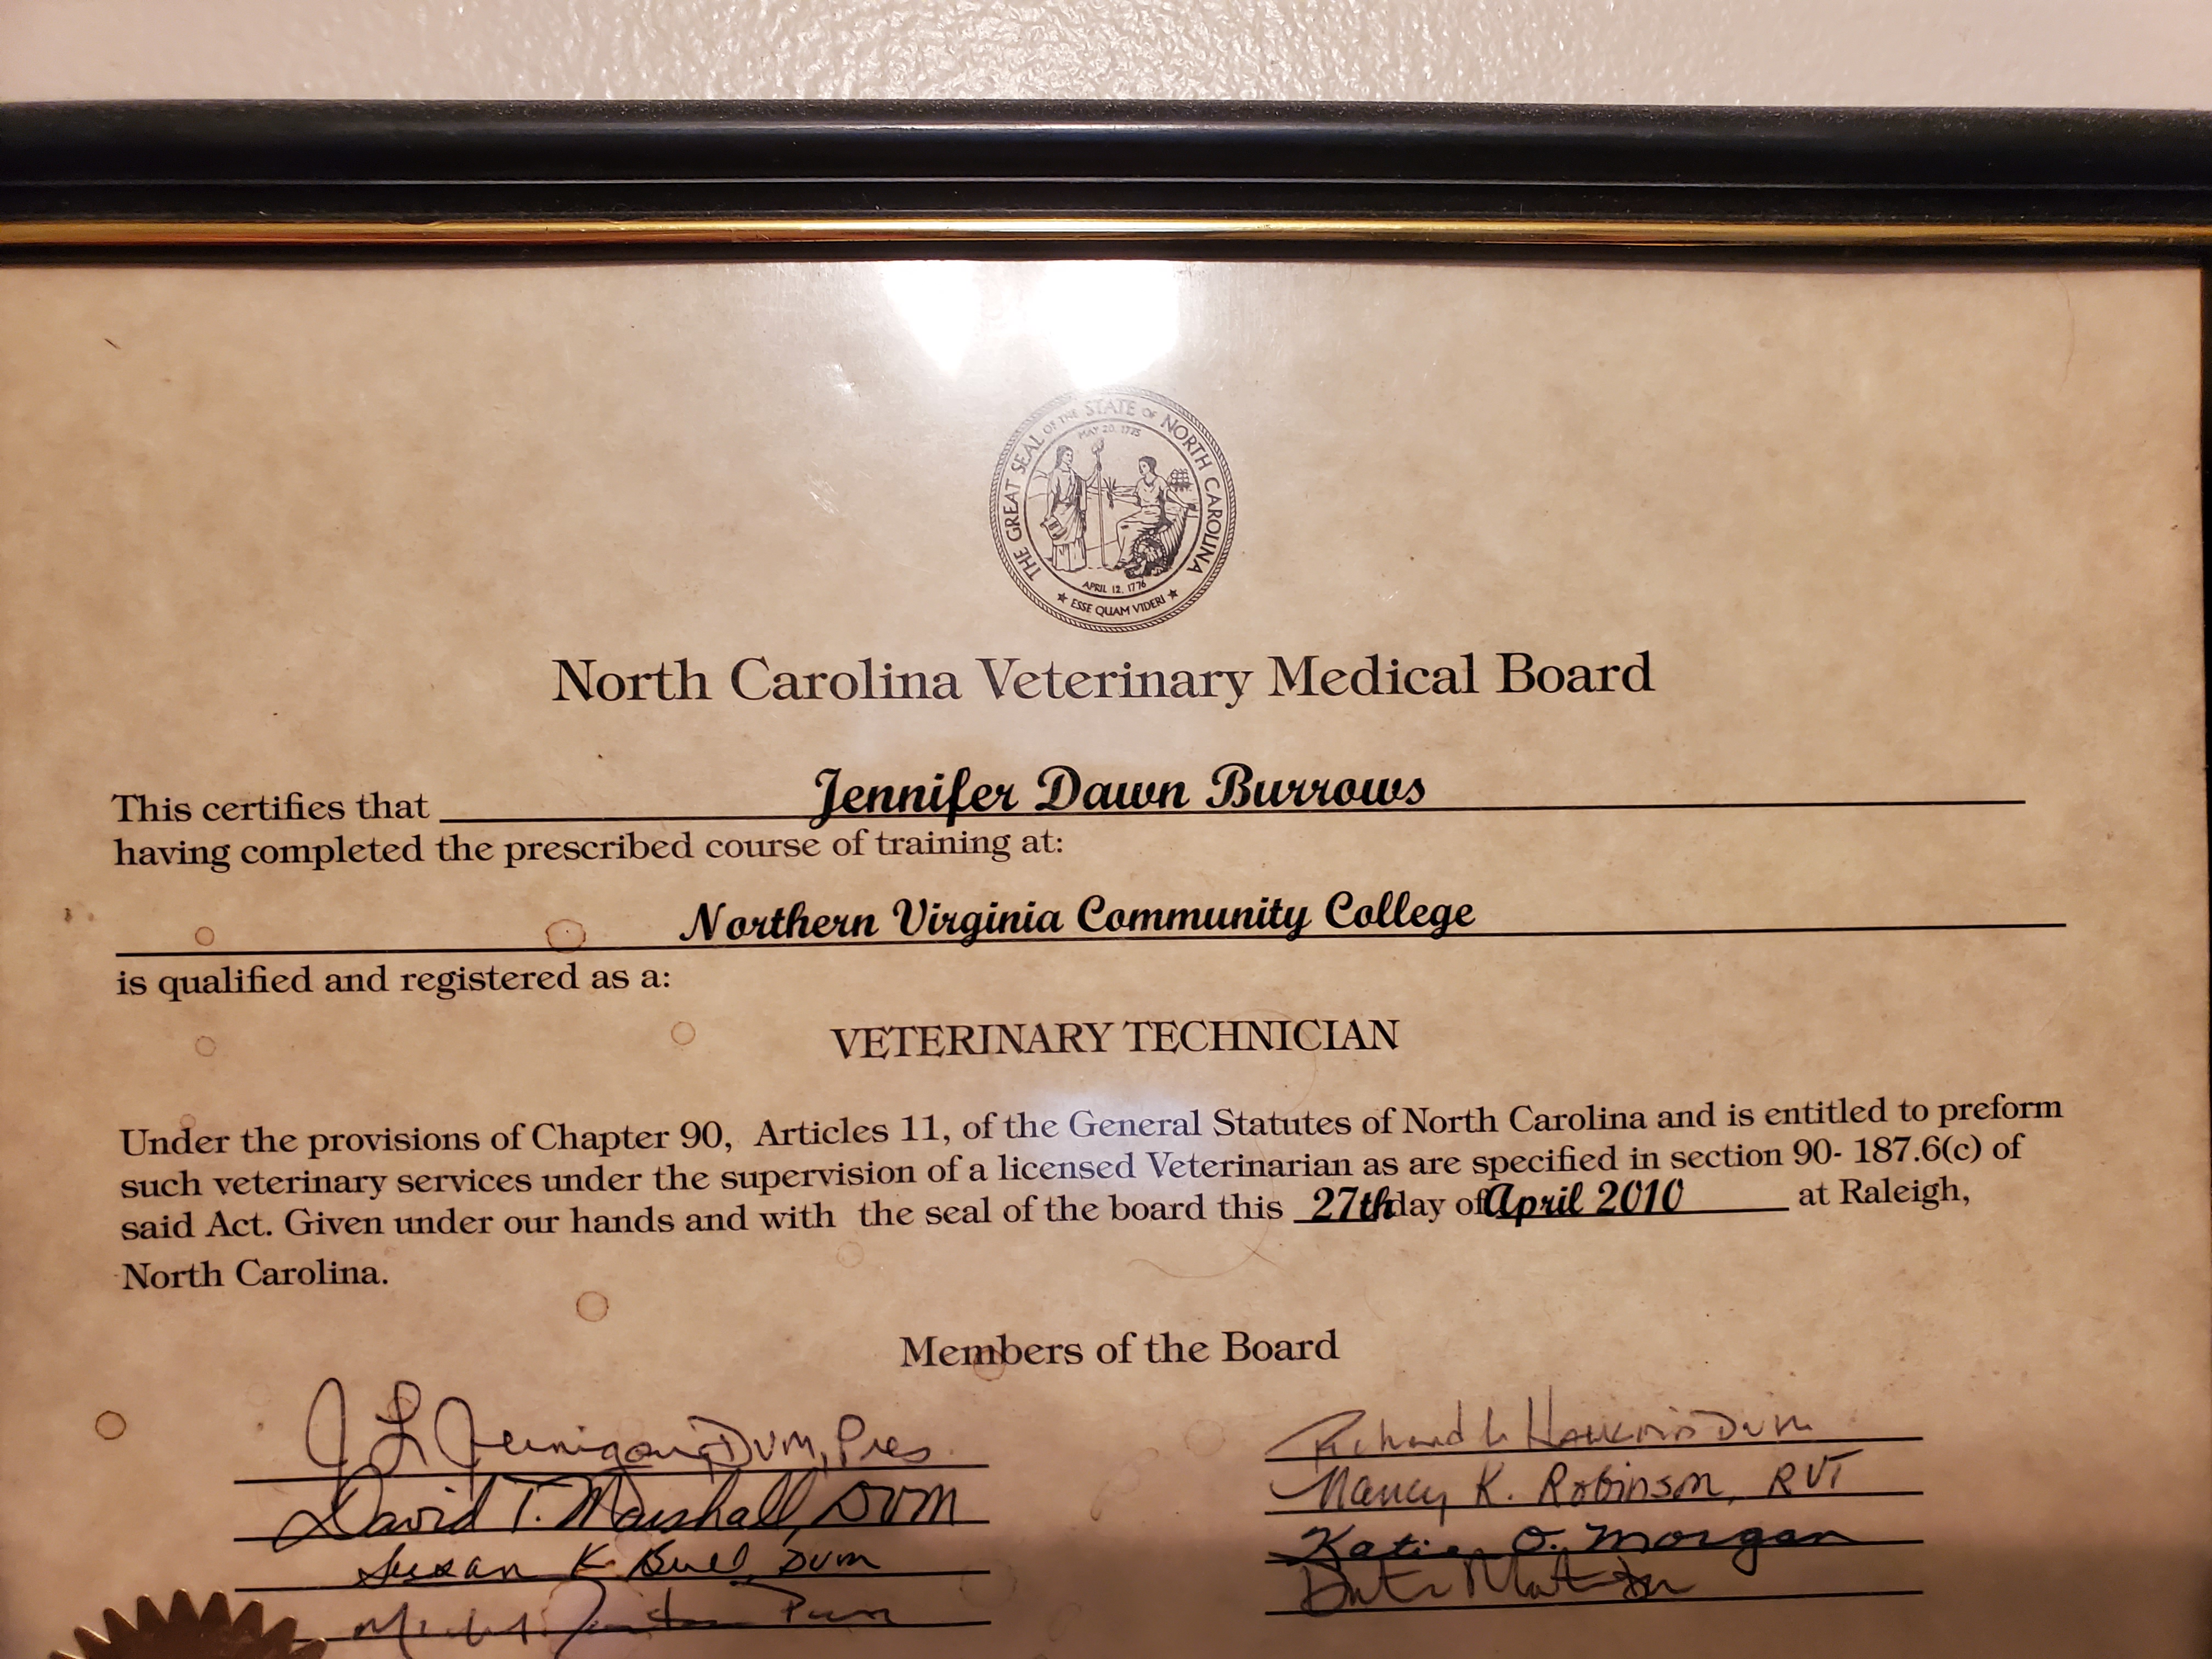 THE GREAT SEAL OF THE STATE OF NORTH CAROLINA
MAY 20, 1775
APRIL 12, 1776
★ ESSE QUAM VIDERI ★
North Carolina Veterinary Medical Board
This certifies that Jennifer Dawn Burrows
having completed the prescribed course of training at:
Northern Virginia Community College
is qualified and registered as a:
VETERINARY TECHNICIAN
Under the provisions of Chapter 90, Articles 11, of the General Statutes of North Carolina and is entitled to preform
such veterinary services under the supervision of a licensed Veterinarian as are specified in section 90- 187.6(c) of
said Act. Given under our hands and with the seal of the board this 27th day of April 2010 at Raleigh,
North Carolina.
Members of the Board
J L Jernigan, DVM, Pres
Richard DVM
David T. Marshall, DVM
Nancy K. Robinson, RVT
Susan K. Bull, DVM
Katie O. Morgan